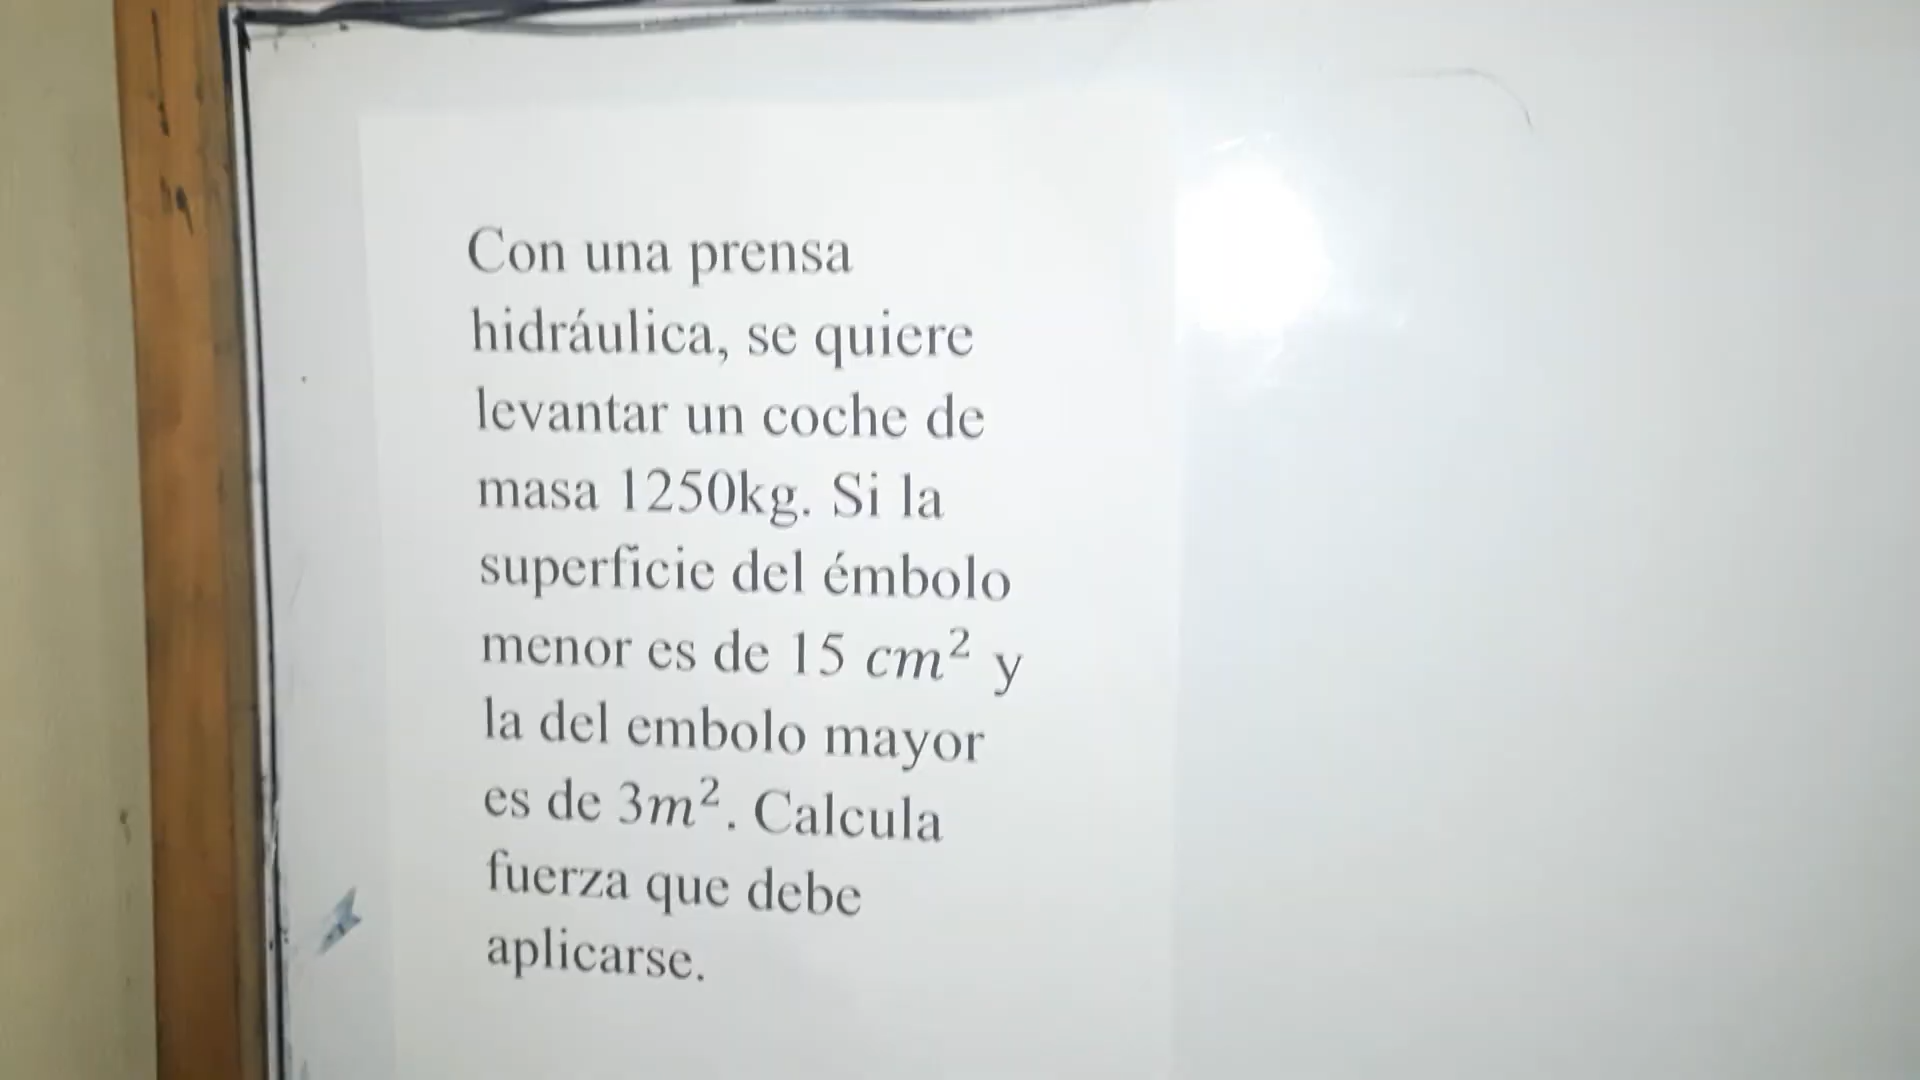 Con una prensa
hidráulica, se quiere
levantar un coche de
masa 1250kg. Si la
superficie del émbolo
menor es de 15 cm² y
la del embolo mayor
es de 3m². Calcula
fuerza que debe
aplicarse.